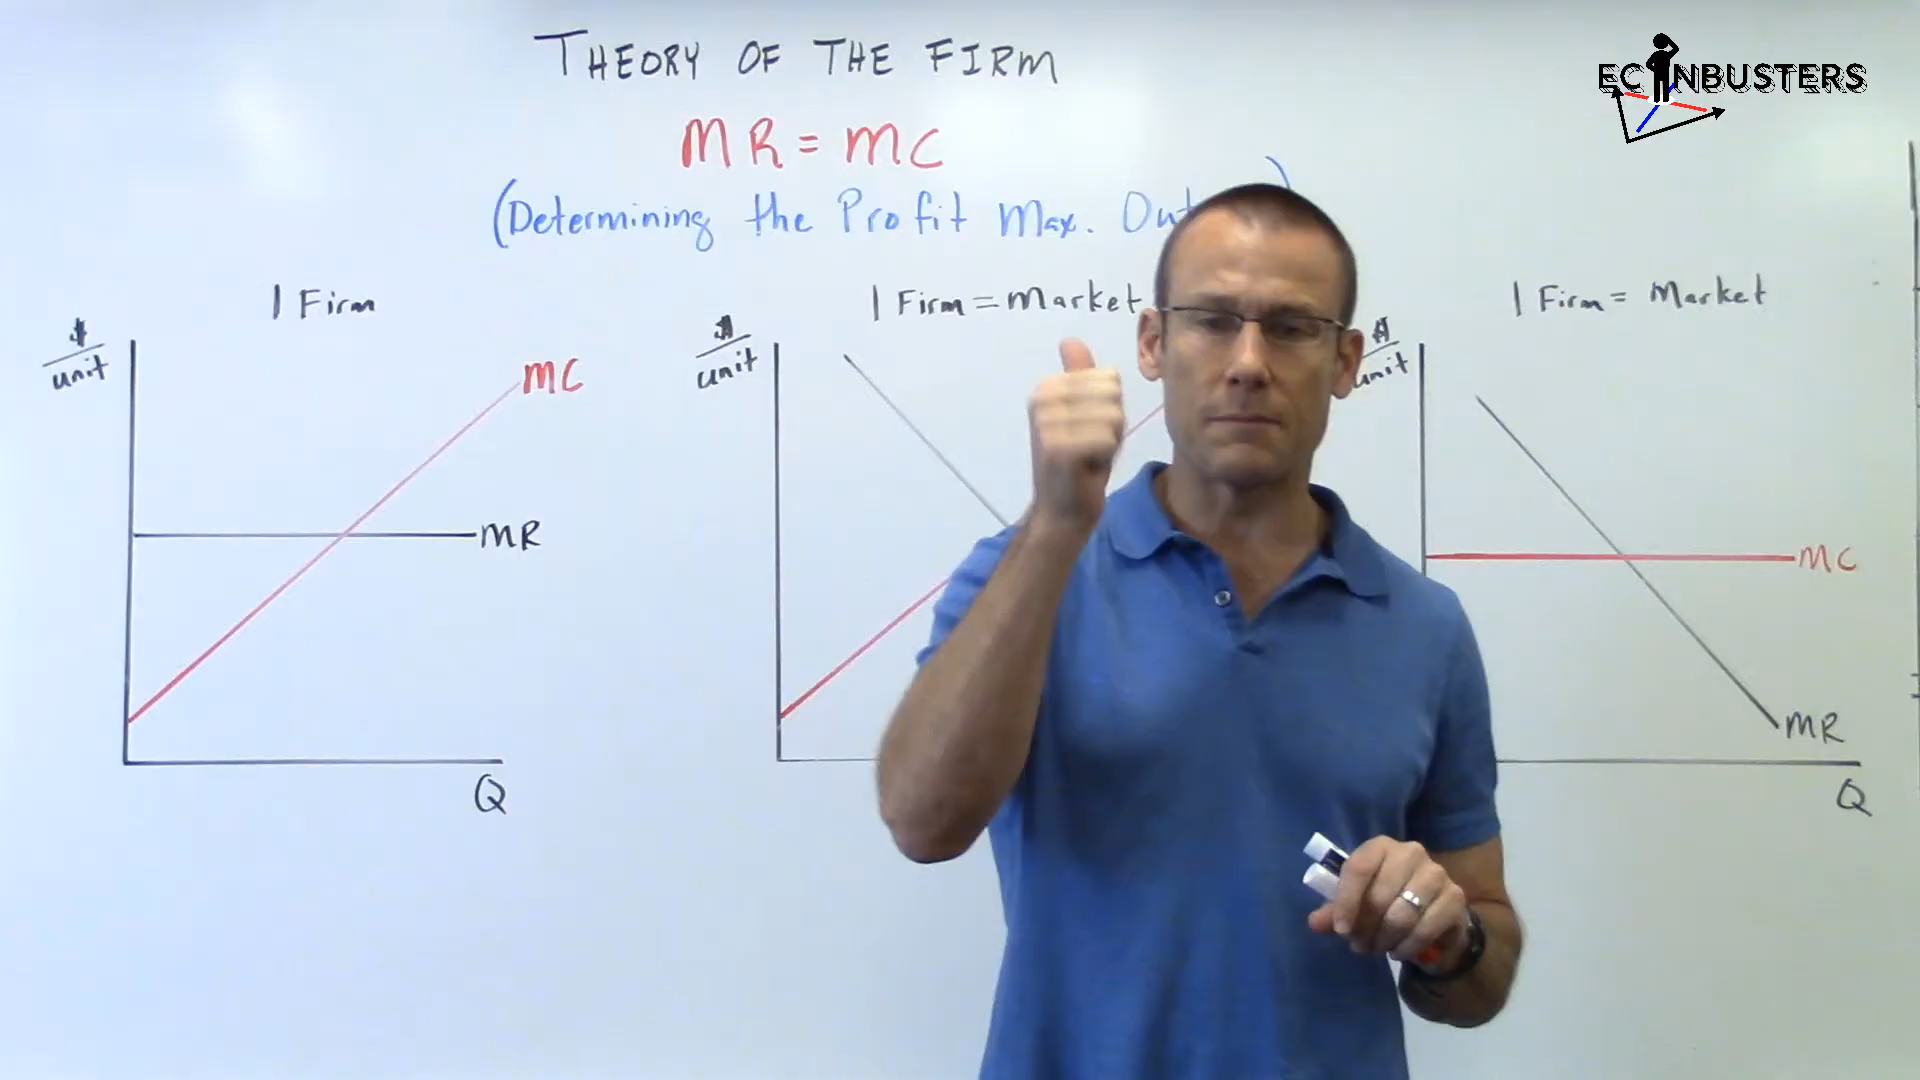 THEORY OF THE FIRM
ECONBUSTERS
MR = MC
(Determining the Profit Max.
1 Firm
1 Firm = Market
1 Firm = Market
$/unit
$/unit
$/unit
MC
MR
MC
MR
Q
Q